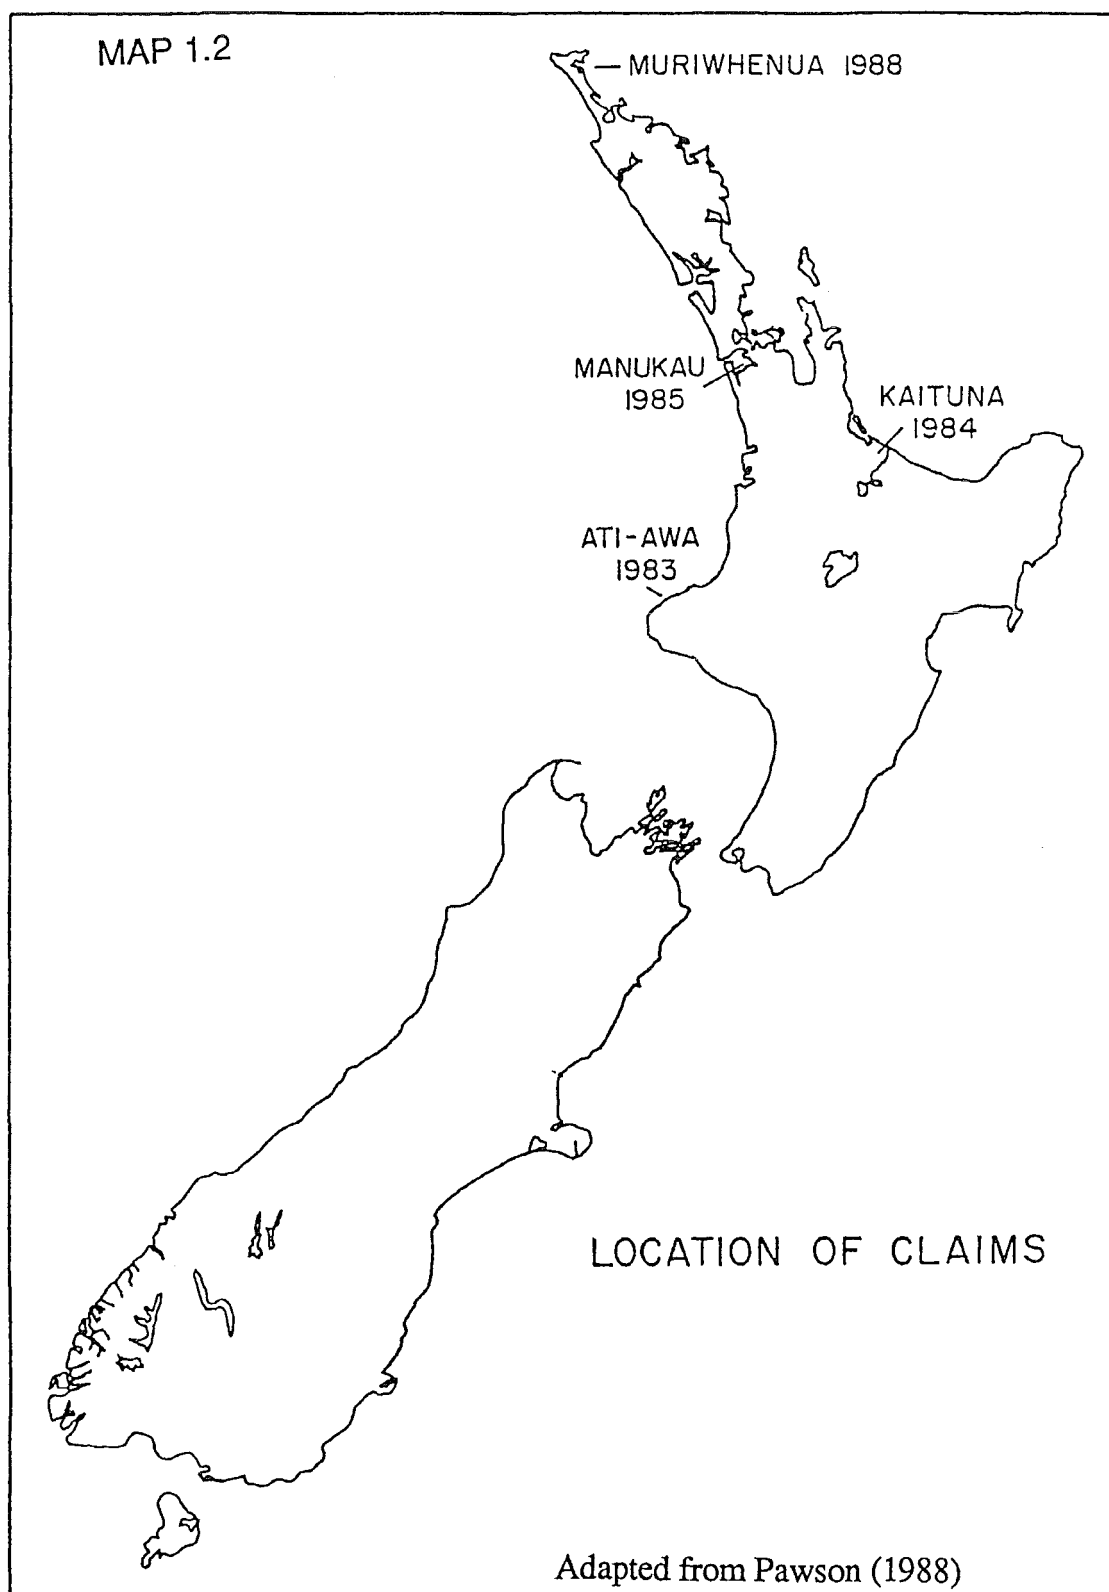 MAP 1.2
MURIWHENUA 1988
MANUKAU
1985
KAITUNA
1984
ATI-AWA
1983
LOCATION OF CLAIMS
Adapted from Pawson (1988)